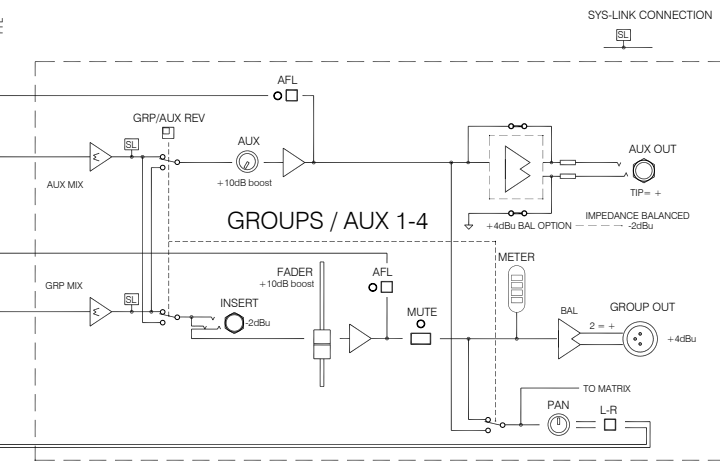 SYS-LINK CONNECTION
SL
AFL
GRP/AUX REV
SL
AUX
AUX MIX
+10dB boost
AUX OUT
TIP= +
GROUPS / AUX 1-4
+4dBu BAL OPTION
IMPEDANCE BALANCED
-2dBu
METER
GRP MIX
SL
FADER
+10dB boost
AFL
INSERT
-2dBu
MUTE
BAL
GROUP OUT
2 = +
+4dBu
TO MATRIX
PAN
L-R